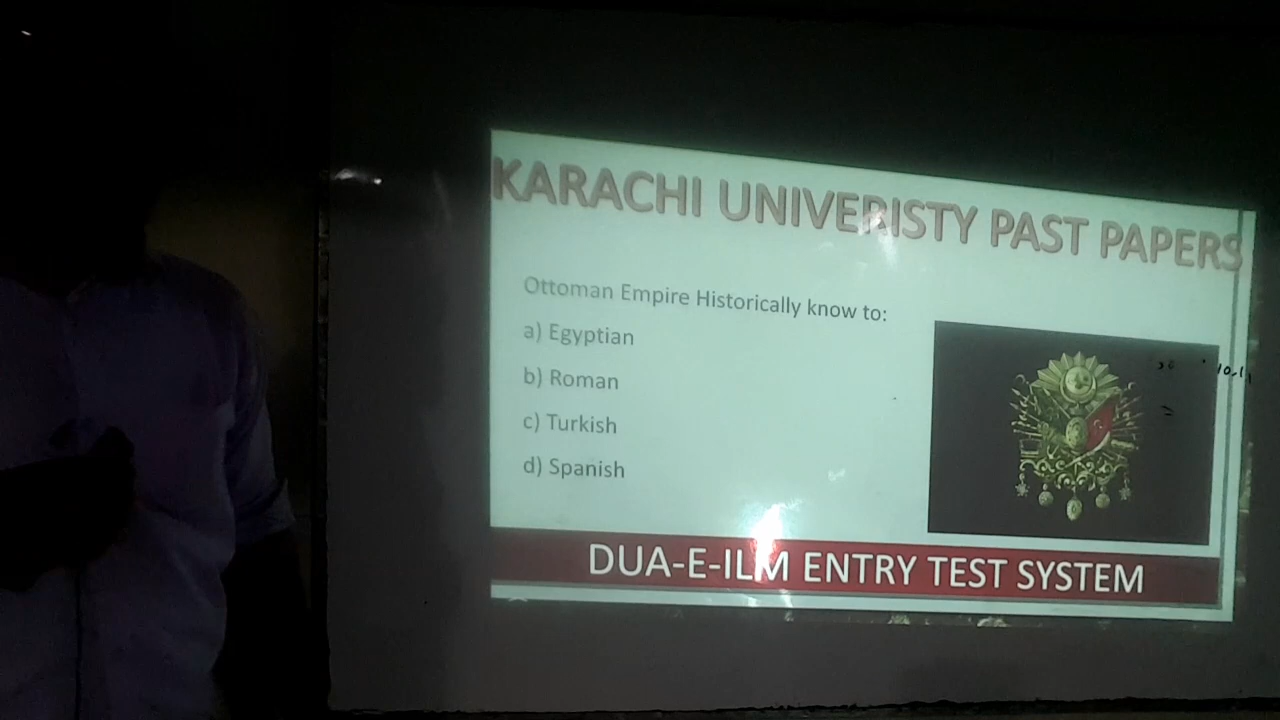 KARACHI UNIVERISTY PAST PAPERS
Ottoman Empire Historically know to:
a) Egyptian
b) Roman
c) Turkish
d) Spanish
DUA-E-ILM ENTRY TEST SYSTEM